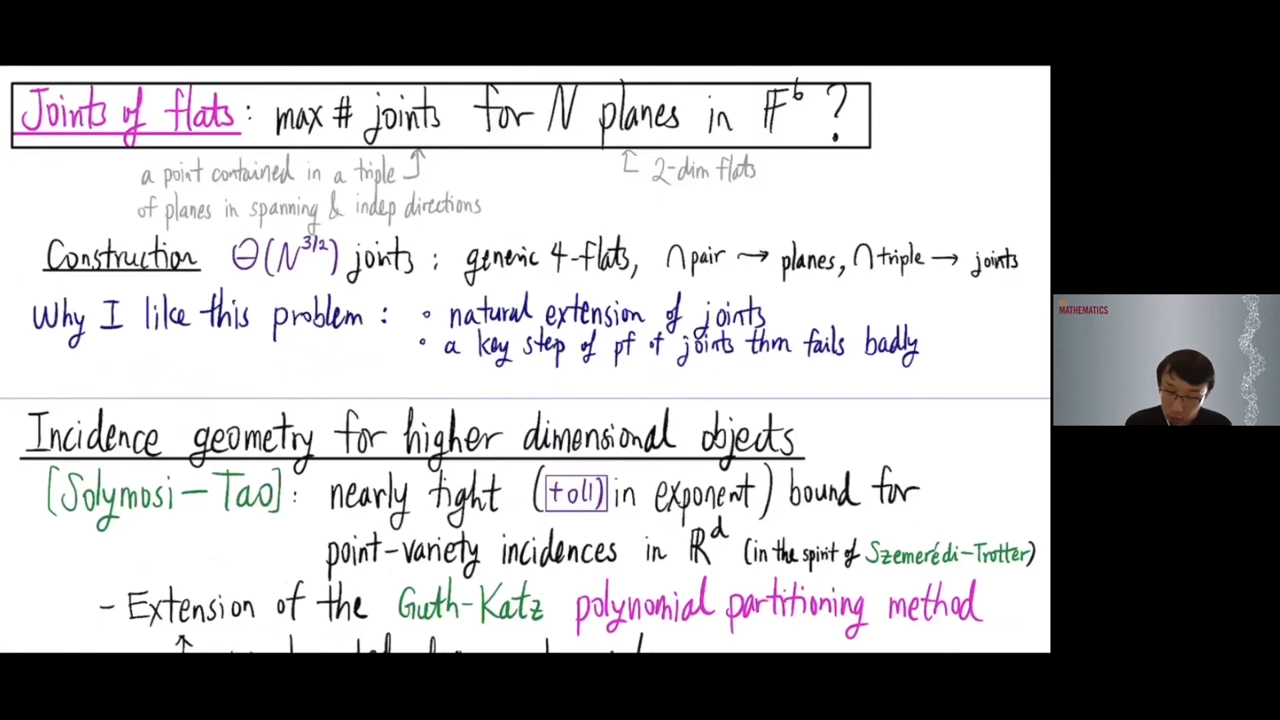 Joints of flats: max # joints for N planes in 𝔽⁶ ?
a point contained in a triple
of planes in spanning & indep directions
2-dim flats
Construction Θ(N^{3/2}) joints : generic 4-flats, ∩pair → planes, ∩triple → joints
Why I like this problem : • natural extension of joints
• a key step of pf of joints thm fails badly
Incidence geometry for higher dimensional objects
[Solymosi – Tao] : nearly tight (+o(1) in exponent) bound for
point-variety incidences in ℝᵈ (in the spirit of Szemerédi–Trotter)
- Extension of the Guth-Katz polynomial partitioning method
MATHEMATICS